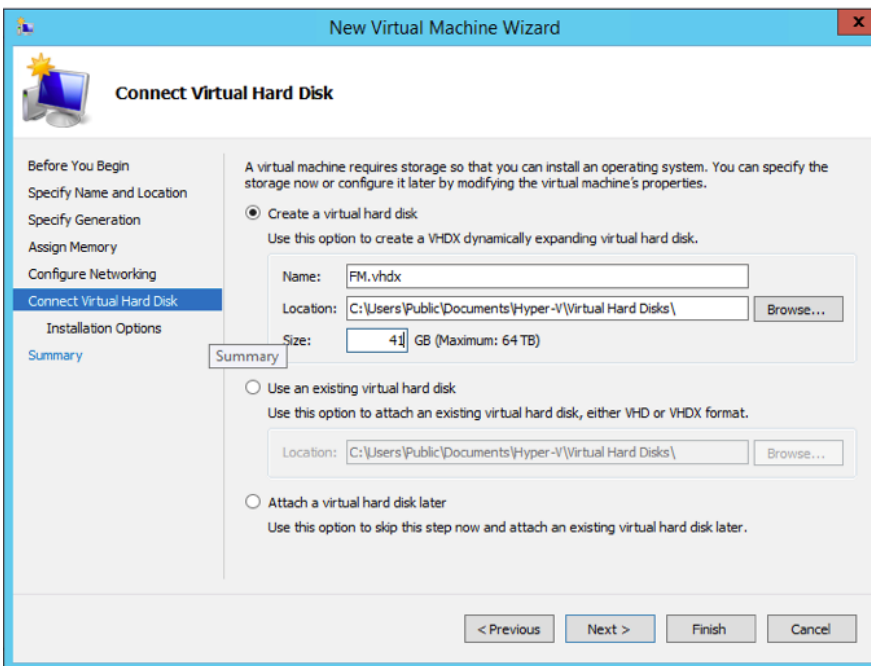 New Virtual Machine Wizard
x
Connect Virtual Hard Disk
Before You Begin
Specify Name and Location
Specify Generation
Assign Memory
Configure Networking
Connect Virtual Hard Disk
Installation Options
Summary
Summary
A virtual machine requires storage so that you can install an operating system. You can specify the
storage now or configure it later by modifying the virtual machine's properties.
Create a virtual hard disk
Use this option to create a VHDX dynamically expanding virtual hard disk.
Name: FM.vhdx
Location: C:\Users\Public\Documents\Hyper-V\Virtual Hard Disks\ Browse...
Size: 41 GB (Maximum: 64 TB)
Use an existing virtual hard disk
Use this option to attach an existing virtual hard disk, either VHD or VHDX format.
Location: C:\Users\Public\Documents\Hyper-V\Virtual Hard Disks\ Browse...
Attach a virtual hard disk later
Use this option to skip this step now and attach an existing virtual hard disk later.
< Previous Next > Finish Cancel